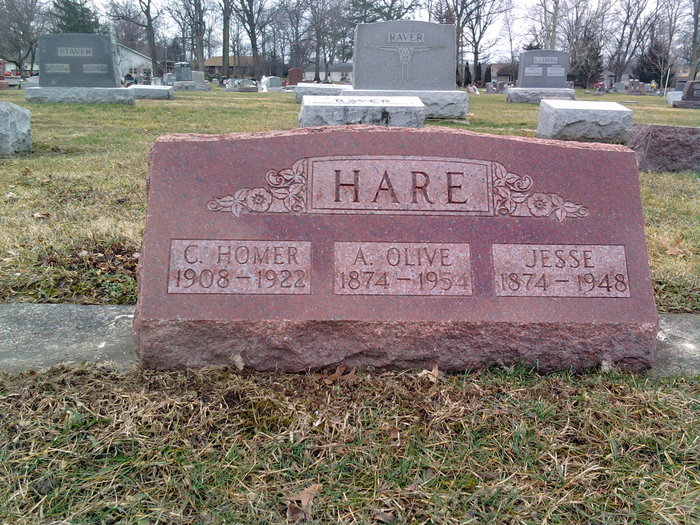 STAVER
RAVER
RAVER
HARE
C. HOMER
1908 – 1922
A. OLIVE
1874 – 1954
JESSE
1874 – 1948